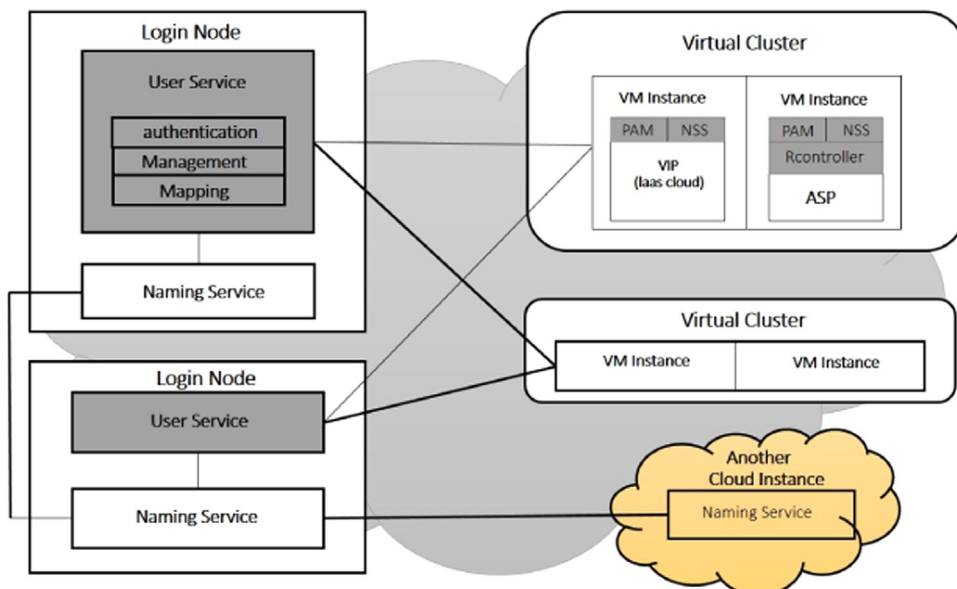 Login Node
User Service
authentication
Management
Mapping
Naming Service
Login Node
User Service
Naming Service
Virtual Cluster
VM Instance
PAM NSS
VIP
(Iaas cloud)
VM Instance
PAM NSS
Rcontroller
ASP
Virtual Cluster
VM Instance
VM Instance
Another
Cloud Instance
Naming Service